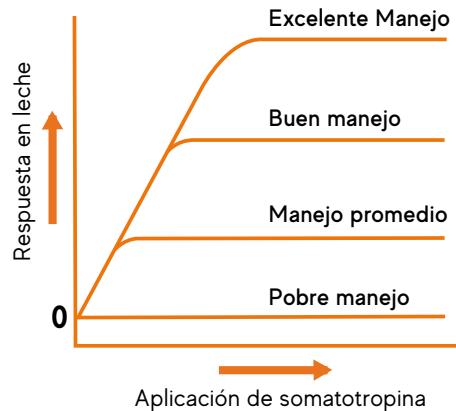 Excelente Manejo
Buen manejo
Manejo promedio
Pobre manejo
Respuesta en leche
0
Aplicación de somatotropina